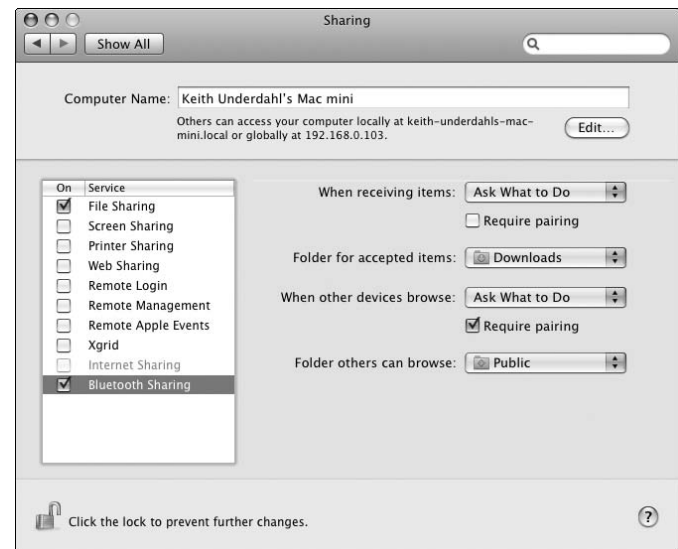 Sharing
Show All
Computer Name: Keith Underdahl's Mac mini
Others can access your computer locally at keith-underdahls-mac-
mini.local or globally at 192.168.0.103.
Edit...
On Service
File Sharing
Screen Sharing
Printer Sharing
Web Sharing
Remote Login
Remote Management
Remote Apple Events
Xgrid
Internet Sharing
Bluetooth Sharing
When receiving items: Ask What to Do
Require pairing
Folder for accepted items: Downloads
When other devices browse: Ask What to Do
Require pairing
Folder others can browse: Public
Click the lock to prevent further changes.
?